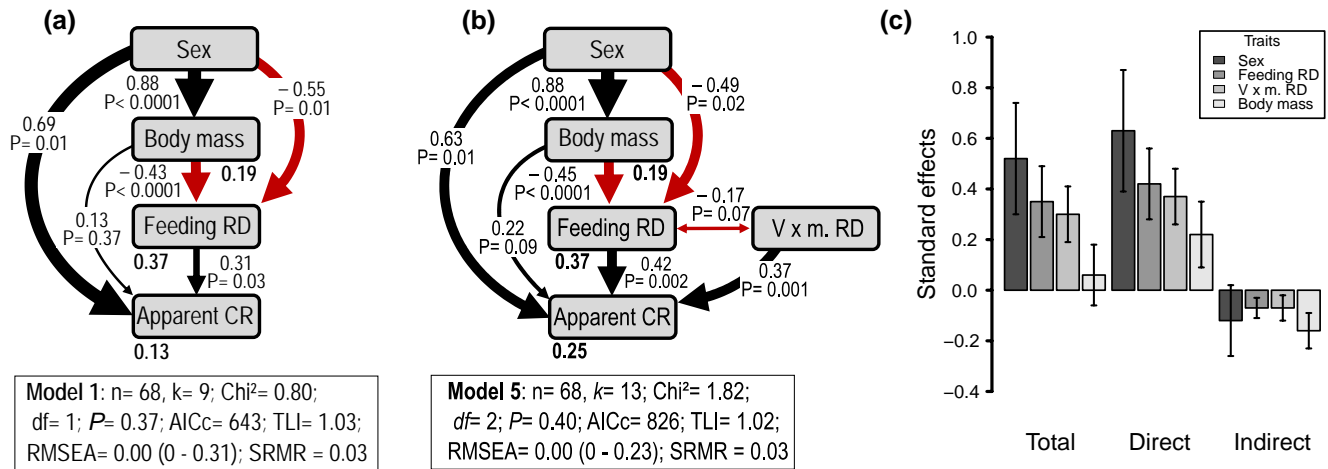 (a)
Sex
0.88
P< 0.0001
− 0.55
P= 0.01
0.69
P= 0.01
Body mass
0.19
− 0.43
P< 0.0001
0.13
P= 0.37
Feeding RD
0.37
0.31
P= 0.03
Apparent CR
0.13
Model 1: n= 68, k= 9; Chi²= 0.80;
df= 1; P= 0.37; AICc= 643; TLI= 1.03;
RMSEA= 0.00 (0 - 0.31); SRMR = 0.03
(b)
Sex
0.88
P< 0.0001
− 0.49
P= 0.02
0.63
P= 0.01
Body mass
0.19
− 0.45
P< 0.0001
− 0.17
P= 0.07
0.22
P= 0.09
Feeding RD
V x m. RD
0.37
0.42
P= 0.002
0.37
P= 0.001
Apparent CR
0.25
Model 5: n= 68, k= 13; Chi²= 1.82;
df= 2; P= 0.40; AICc= 826; TLI= 1.02;
RMSEA= 0.00 (0 - 0.23); SRMR = 0.03
(c)
Standard effects
1.0
0.8
0.6
0.4
0.2
0.0
−0.2
−0.4
Traits
Sex
Feeding RD
V x m. RD
Body mass
Total
Direct
Indirect